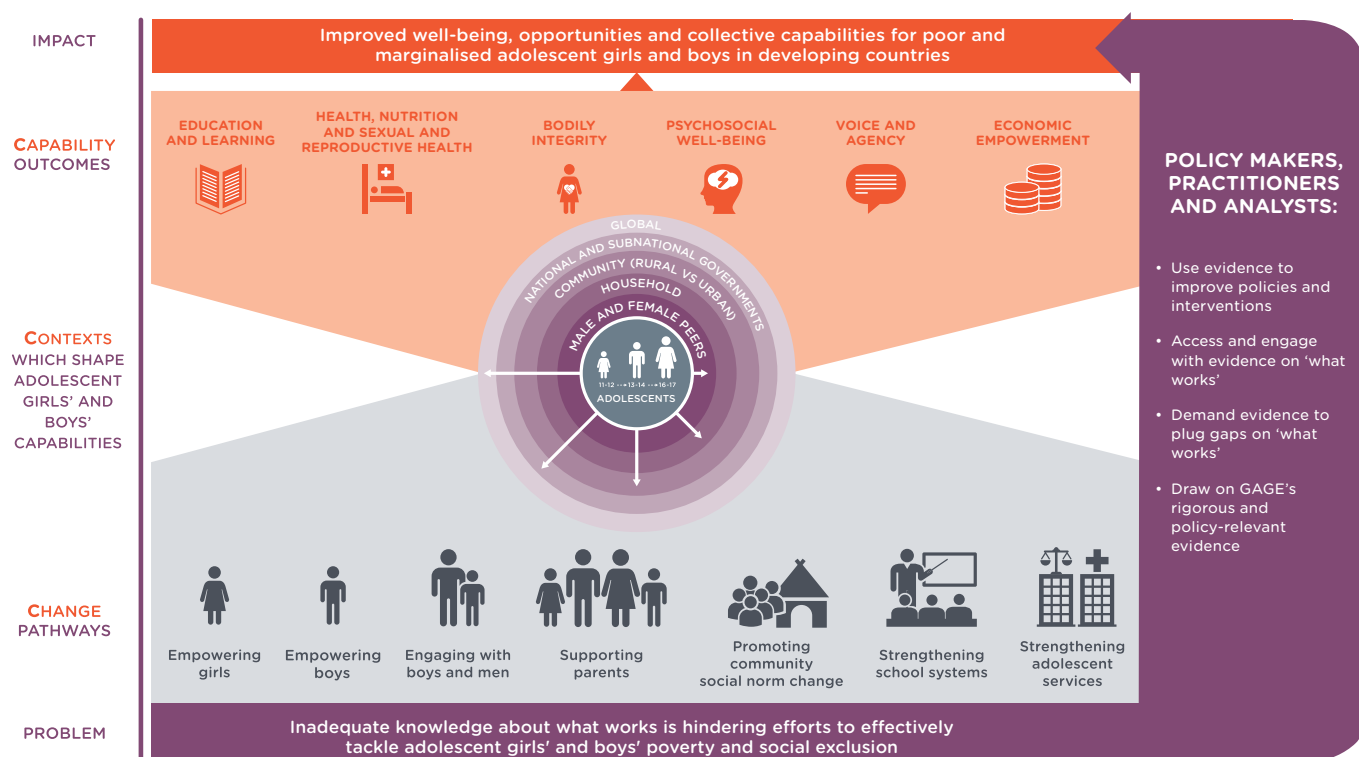 IMPACT
Improved well-being, opportunities and collective capabilities for poor and
marginalised adolescent girls and boys in developing countries
CAPABILITY
OUTCOMES
EDUCATION
AND LEARNING
HEALTH, NUTRITION
AND SEXUAL AND
REPRODUCTIVE HEALTH
BODILY
INTEGRITY
PSYCHOSOCIAL
WELL-BEING
VOICE AND
AGENCY
ECONOMIC
EMPOWERMENT
CONTEXTS
WHICH SHAPE
ADOLESCENT
GIRLS’ AND
BOYS’
CAPABILITIES
GLOBAL
NATIONAL AND SUBNATIONAL GOVERNMENTS
COMMUNITY (RURAL VS URBAN)
HOUSEHOLD
MALE AND FEMALE PEERS
11-12 13-14 16-17
ADOLESCENTS
CHANGE
PATHWAYS
Empowering
girls
Empowering
boys
Engaging with
boys and men
Supporting
parents
Promoting
community
social norm change
Strengthening
school systems
Strengthening
adolescent
services
PROBLEM
Inadequate knowledge about what works is hindering efforts to effectively
tackle adolescent girls' and boys' poverty and social exclusion
POLICY MAKERS,
PRACTITIONERS
AND ANALYSTS:
• Use evidence to
improve policies and
interventions
• Access and engage
with evidence on ‘what
works’
• Demand evidence to
plug gaps on ‘what
works’
• Draw on GAGE’s
rigorous and
policy-relevant
evidence